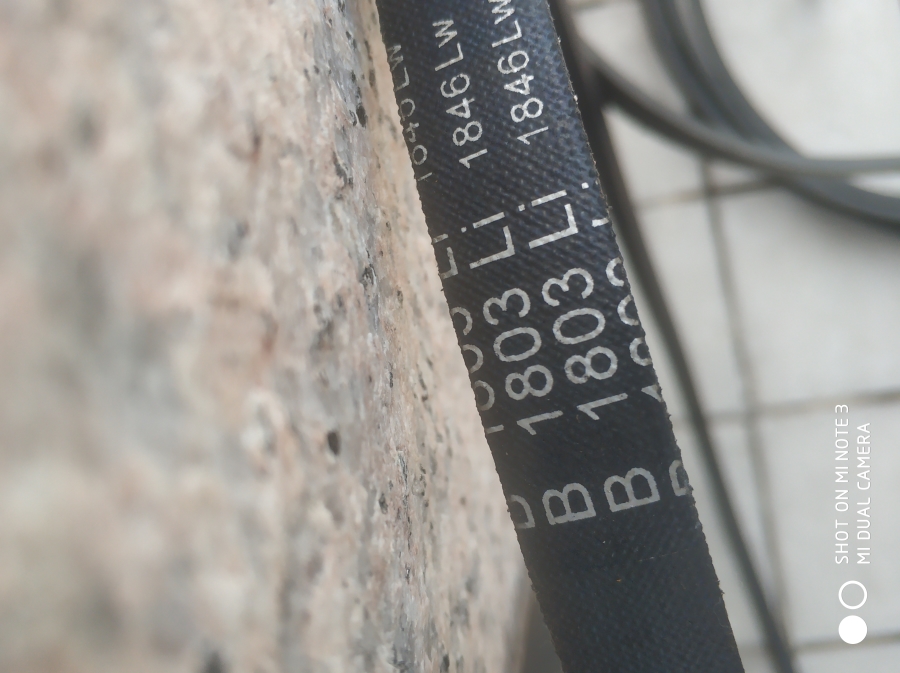 B 1803 Li 1846 LW
B 1803 Li 1846 LW
SHOT ON MI NOTE 3
MI DUAL CAMERA